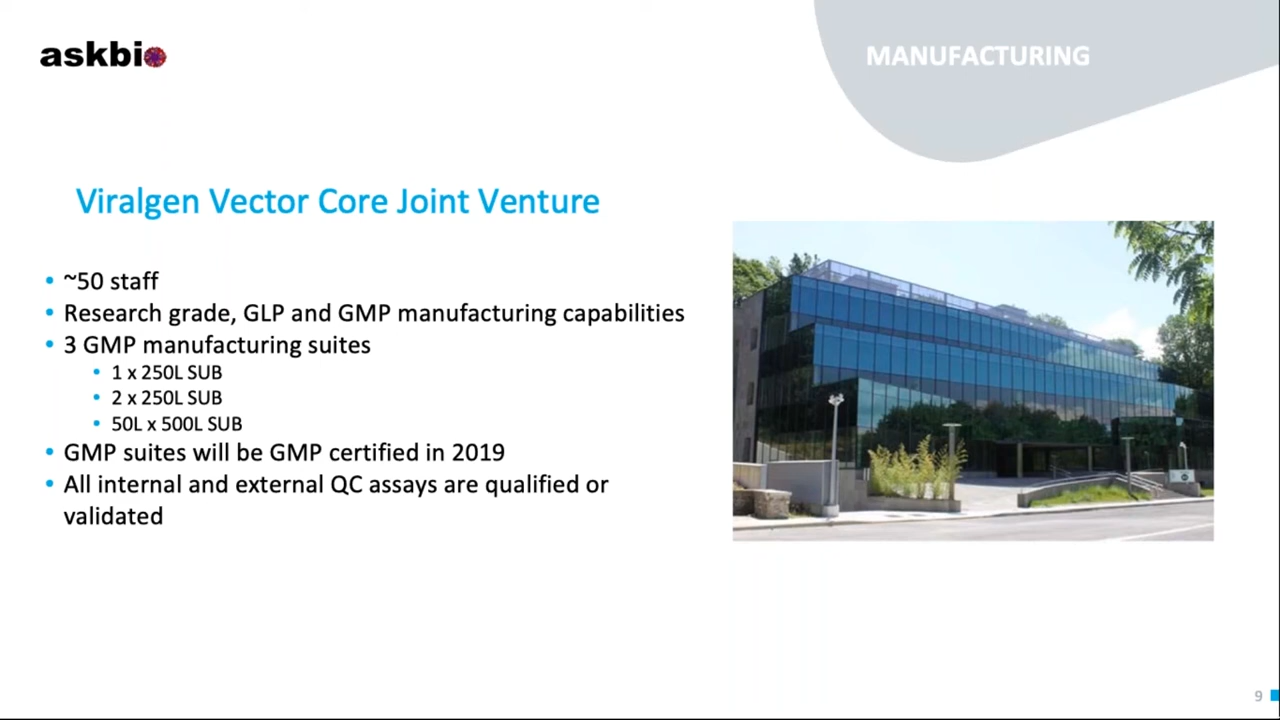 askbio
MANUFACTURING
Viralgen Vector Core Joint Venture
• ~50 staff
• Research grade, GLP and GMP manufacturing capabilities
• 3 GMP manufacturing suites
• 1 x 250L SUB
• 2 x 250L SUB
• 50L x 500L SUB
• GMP suites will be GMP certified in 2019
• All internal and external QC assays are qualified or
validated
9